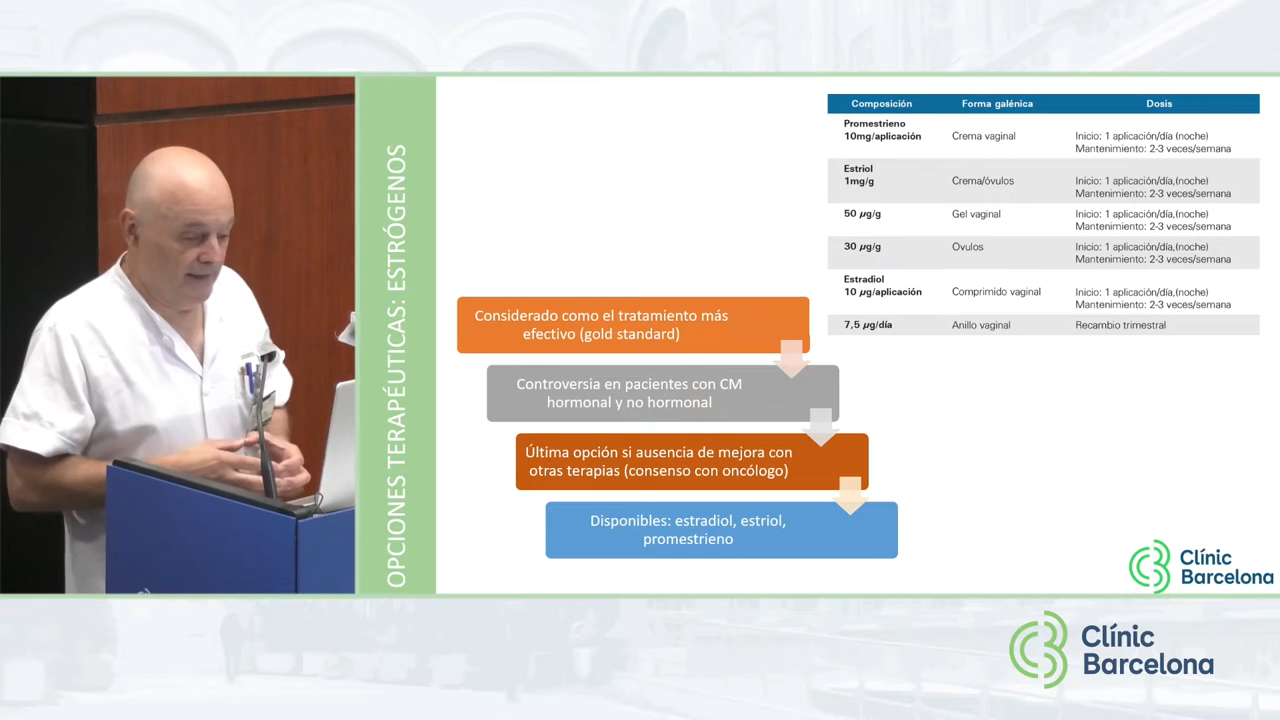 OPCIONES TERAPÉUTICAS: ESTRÓGENOS
Composición Forma galénica Dosis
Promestrieno
10mg/aplicación Crema vaginal Inicio: 1 aplicación/día (noche)
Mantenimiento: 2-3 veces/semana
Estriol
1mg/g Crema/óvulos Inicio: 1 aplicación/día,(noche)
Mantenimiento: 2-3 veces/semana
50 µg/g Gel vaginal Inicio: 1 aplicación/día,(noche)
Mantenimiento: 2-3 veces/semana
30 µg/g Ovulos Inicio: 1 aplicación/día,(noche)
Mantenimiento: 2-3 veces/semana
Estradiol
10 µg/aplicación Comprimido vaginal Inicio: 1 aplicación/día,(noche)
Mantenimiento: 2-3 veces/semana
7,5 µg/día Anillo vaginal Recambio trimestral
Considerado como el tratamiento más
efectivo (gold standard)
Controversia en pacientes con CM
hormonal y no hormonal
Última opción si ausencia de mejora con
otras terapias (consenso con oncólogo)
Disponibles: estradiol, estriol,
promestrieno
Clínic
Barcelona
Clínic
Barcelona